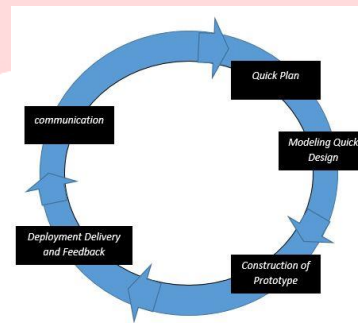 Quick Plan
communication
Modeling Quick
Design
Deployment Delivery
and Feedback
Construction of
Prototype